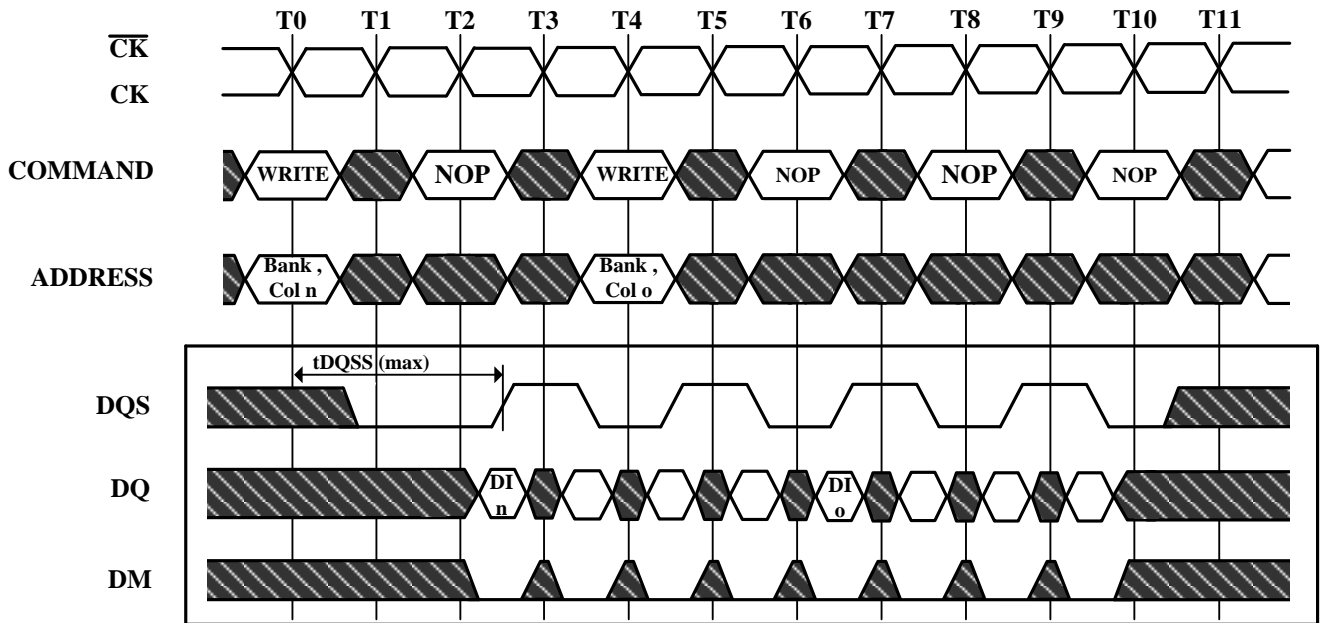 T0 T1 T2 T3 T4 T5 T6 T7 T8 T9 T10 T11
CK
CK
COMMAND
WRITE NOP WRITE NOP NOP NOP
ADDRESS
Bank ,
Col n
Bank ,
Col o
tDQSS (max)
DQS
DQ
DI
n
DI
o
DM